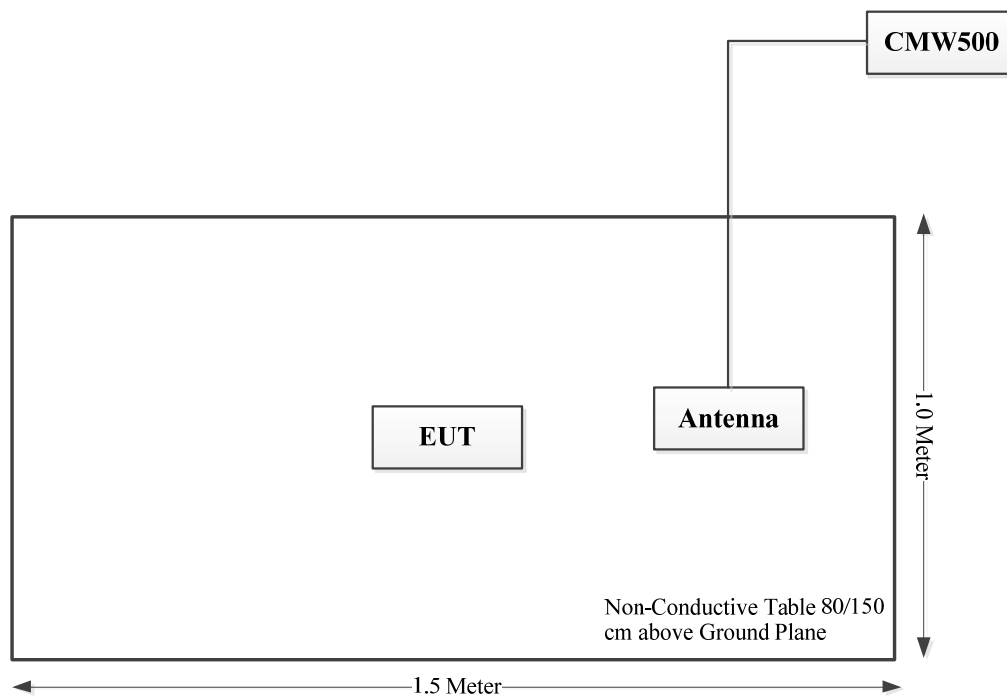 CMW500
EUT
Antenna
1.0 Meter
Non-Conductive Table 80/150
cm above Ground Plane
1.5 Meter